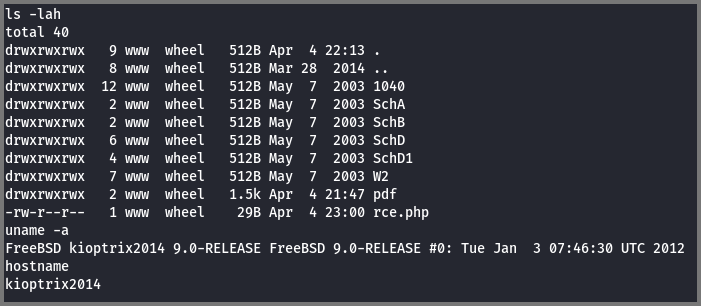 ls -lah
total 40
drwxrwxrwx   9 www  wheel   512B Apr  4 22:13 .
drwxrwxrwx   8 www  wheel   512B Mar 28  2014 ..
drwxrwxrwx  12 www  wheel   512B May  7  2003 1040
drwxrwxrwx   2 www  wheel   512B May  7  2003 SchA
drwxrwxrwx   2 www  wheel   512B May  7  2003 SchB
drwxrwxrwx   6 www  wheel   512B May  7  2003 SchD
drwxrwxrwx   4 www  wheel   512B May  7  2003 SchD1
drwxrwxrwx   7 www  wheel   512B May  7  2003 W2
drwxrwxrwx   2 www  wheel   1.5k Apr  4 21:47 pdf
-rw-r--r--   1 www  wheel    29B Apr  4 23:00 rce.php
uname -a
FreeBSD kioptrix2014 9.0-RELEASE FreeBSD 9.0-RELEASE #0: Tue Jan  3 07:46:30 UTC 2012
hostname
kioptrix2014